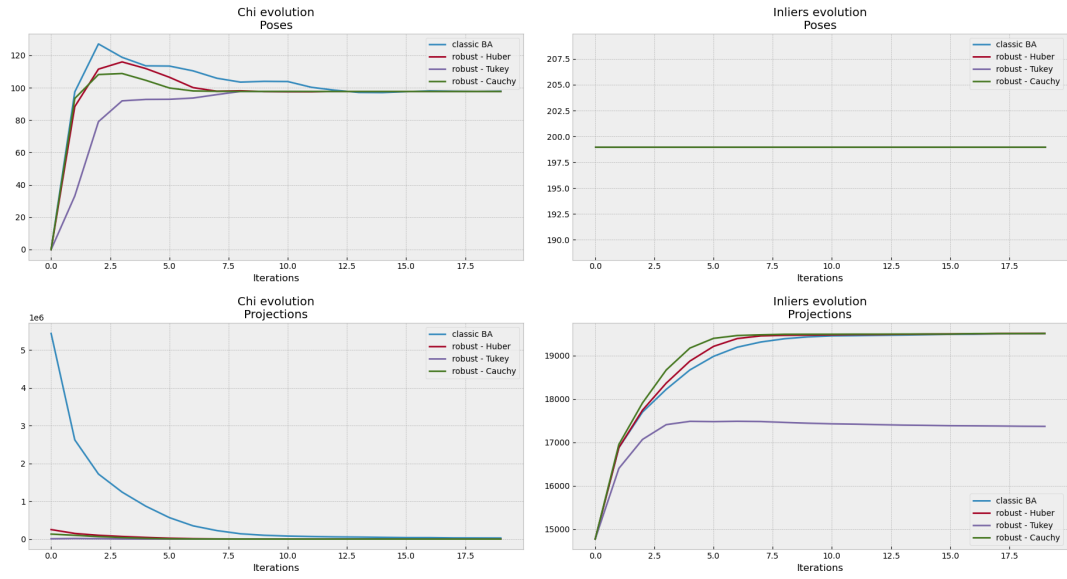 Chi evolution
Poses
120
100
80
60
40
20
0
classic BA
robust - Huber
robust - Tukey
robust - Cauchy
0.0 2.5 5.0 7.5 10.0 12.5 15.0 17.5
Iterations
Inliers evolution
Poses
207.5
205.0
202.5
200.0
197.5
195.0
192.5
190.0
classic BA
robust - Huber
robust - Tukey
robust - Cauchy
0.0 2.5 5.0 7.5 10.0 12.5 15.0 17.5
Iterations
Chi evolution
Projections
1e6
5
4
3
2
1
0
classic BA
robust - Huber
robust - Tukey
robust - Cauchy
0.0 2.5 5.0 7.5 10.0 12.5 15.0 17.5
Iterations
Inliers evolution
Projections
19000
18000
17000
16000
15000
classic BA
robust - Huber
robust - Tukey
robust - Cauchy
0.0 2.5 5.0 7.5 10.0 12.5 15.0 17.5
Iterations